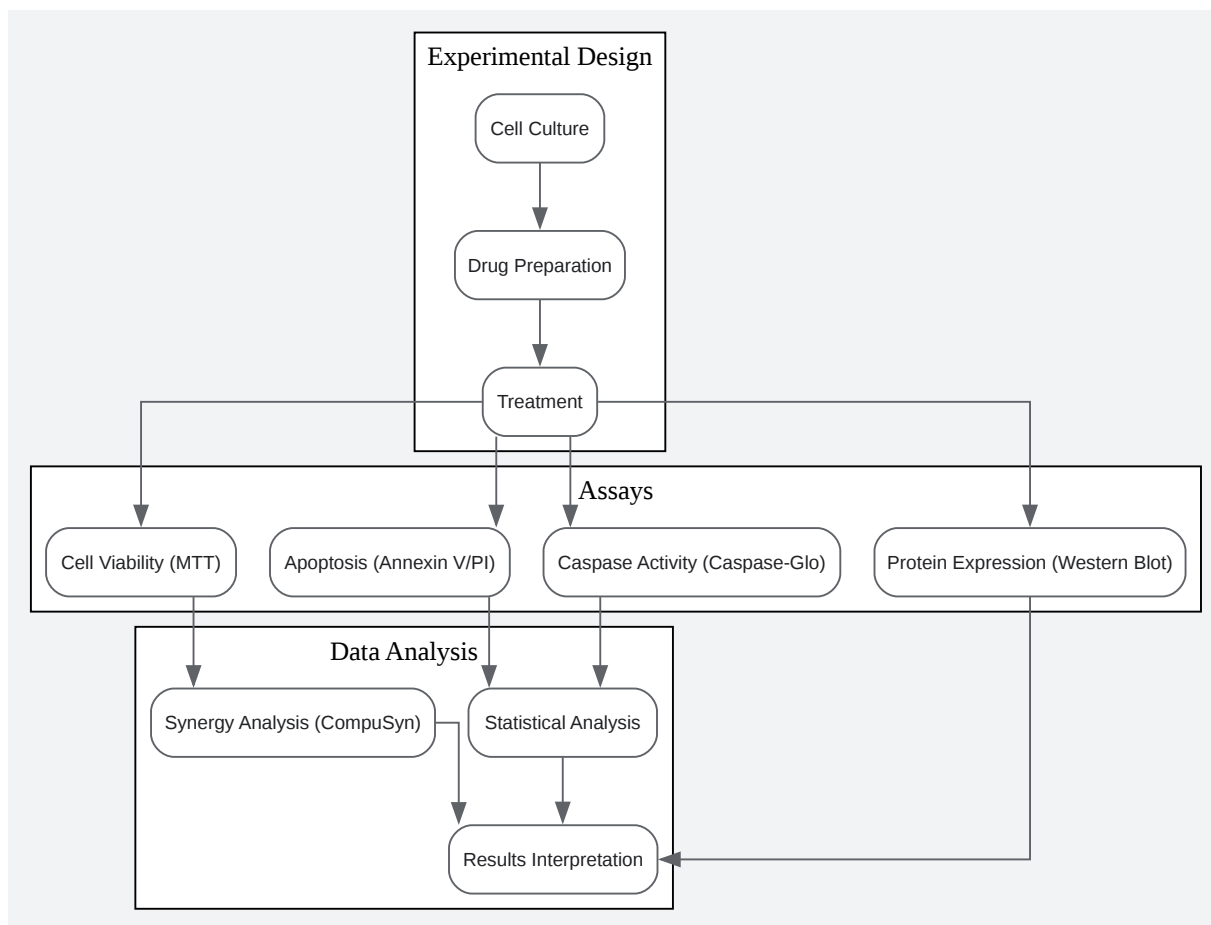 Experimental Design
Cell Culture
Drug Preparation
Treatment
Assays
Cell Viability (MTT)
Apoptosis (Annexin V/PI)
Caspase Activity (Caspase-Glo)
Protein Expression (Western Blot)
Data Analysis
Synergy Analysis (CompuSyn)
Statistical Analysis
Results Interpretation